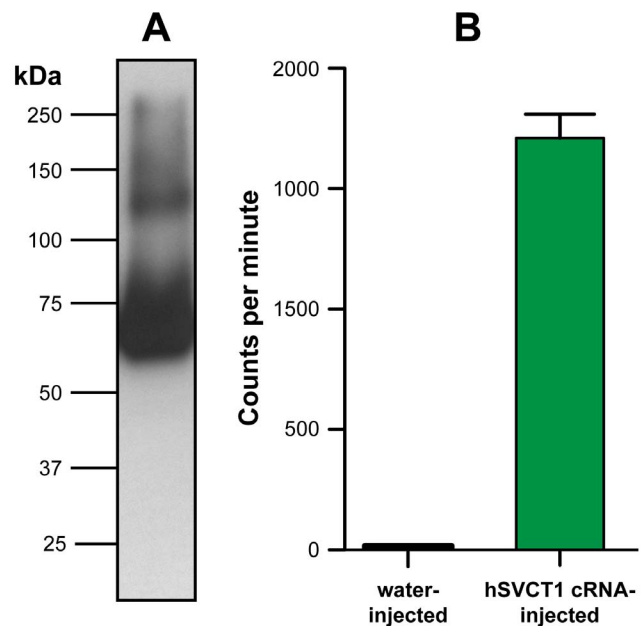 A
kDa
250
150
100
75
50
37
25
B
Counts per minute
2000
1000
1500
500
0
water-
injected
hSVCT1 cRNA-
injected